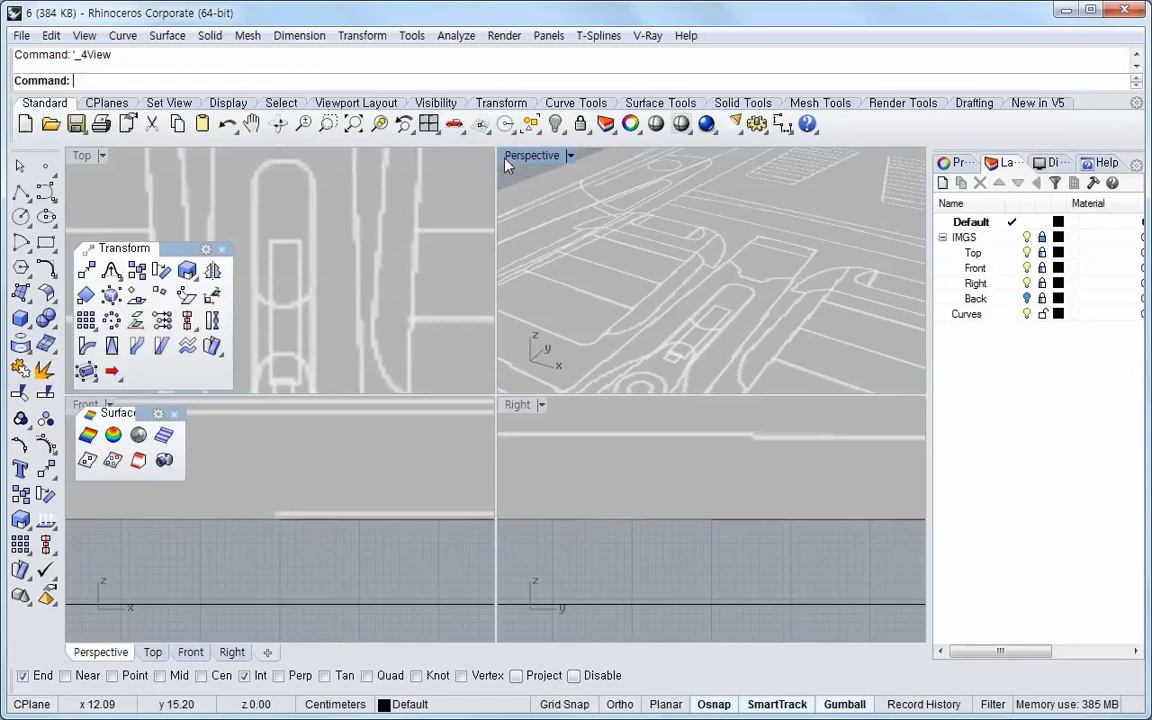 6 (384 KB) - Rhinoceros Corporate (64-bit)
File Edit View Curve Surface Solid Mesh Dimension Transform Tools Analyze Render Panels T-Splines V-Ray Help
Command: '_4View
Command:
Standard CPlanes Set View Display Select Viewport Layout Visibility Transform Curve Tools Surface Tools Solid Tools Mesh Tools Render Tools Drafting New in V5
Top
Perspective
Pr... La... Di... Help
Name Material
Default
IMGS
Top
Front
Right
Back
Curves
Transform
z y x
Front
Surfac
Right
z x
z y
Perspective Top Front Right
End Near Point Mid Cen Int Perp Tan Quad Knot Vertex Project Disable
CPlane x 12.09 y 15.20 z 0.00 Centimeters Default Grid Snap Ortho Planar Osnap SmartTrack Gumball Record History Filter Memory use: 385 MB